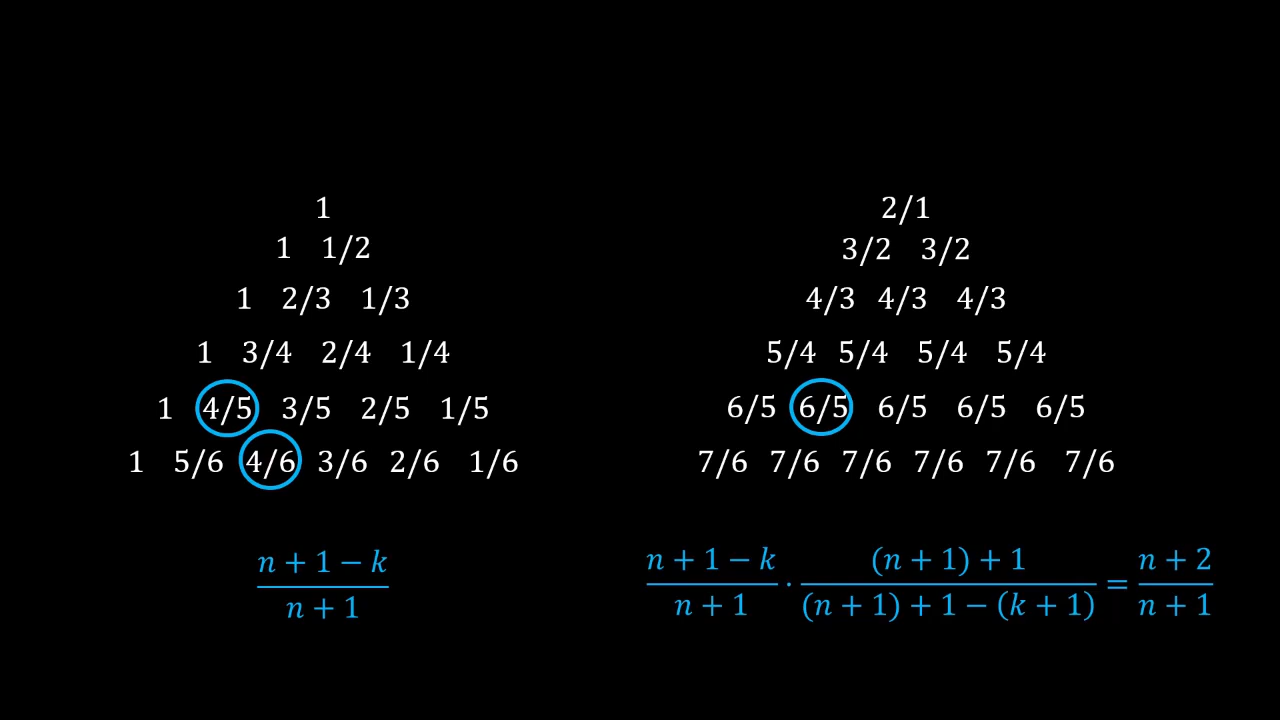 1
1 1/2
1 2/3 1/3
1 3/4 2/4 1/4
1 4/5 3/5 2/5 1/5
1 5/6 4/6 3/6 2/6 1/6
n + 1 − k
n + 1
2/1
3/2 3/2
4/3 4/3 4/3
5/4 5/4 5/4 5/4
6/5 6/5 6/5 6/5 6/5
7/6 7/6 7/6 7/6 7/6 7/6
n + 1 − k (n + 1) + 1 n + 2
· =
n + 1 (n + 1) + 1 − (k + 1) n + 1